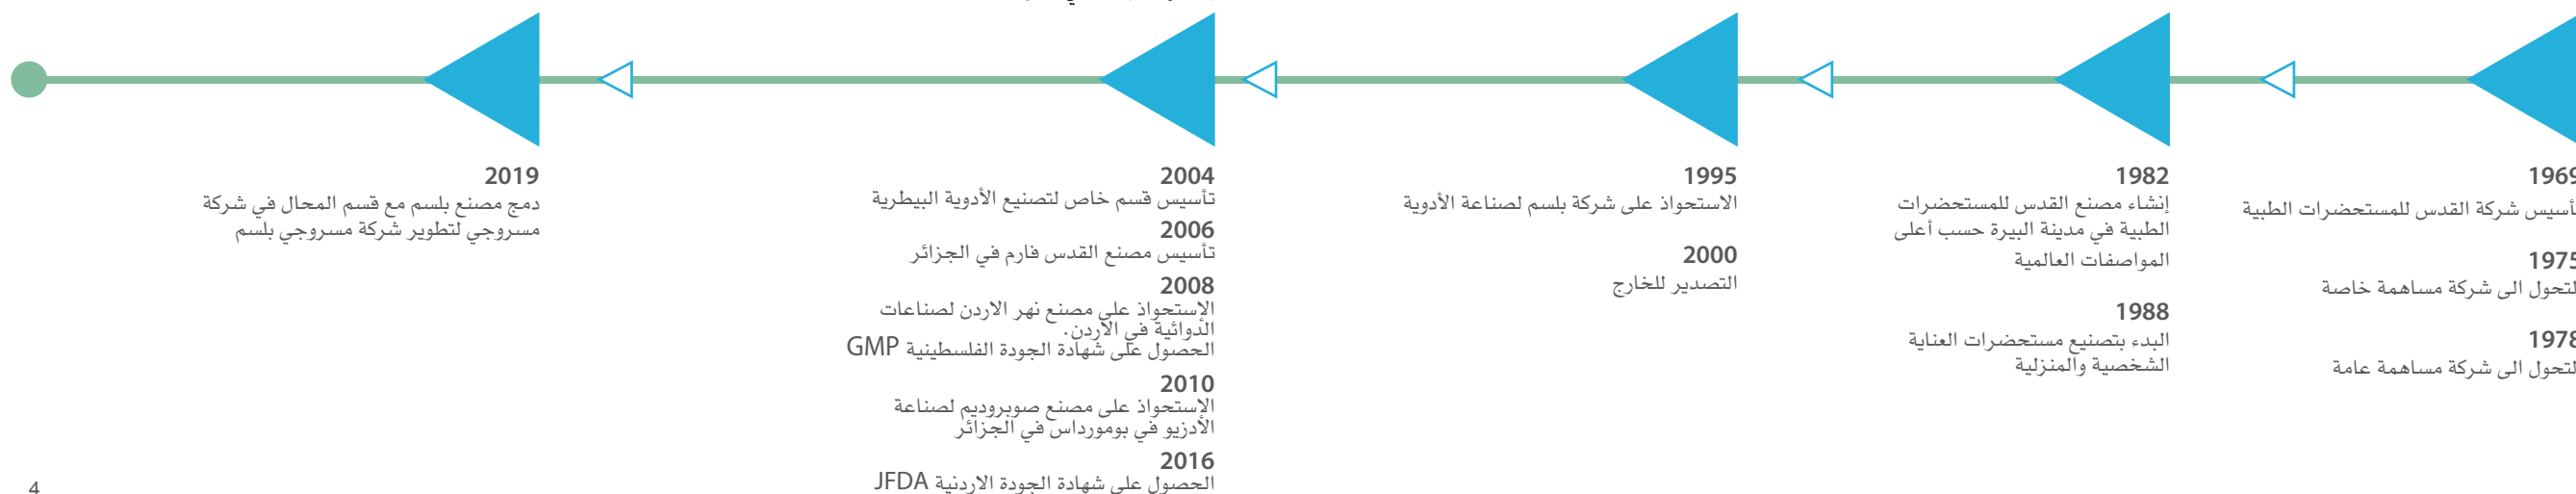 1969
تأسيس شركة القدس للمستحضرات الطبية
1975
التحول الى شركة مساهمة خاصة
1978
التحول الى شركة مساهمة عامة
1982
إنشاء مصنع القدس للمستحضرات
الطبية في مدينة البيرة حسب أعلى
المواصفات العالمية
1988
البدء بتصنيع مستحضرات العناية
الشخصية والمنزلية
1995
الاستحواذ على شركة بلسم لصناعة الأدوية
2000
التصدير للخارج
2004
تأسيس قسم خاص لتصنيع الأدوية البيطرية
2006
تأسيس مصنع القدس فارم في الجزائر
2008
الإستحواذ على مصنع نهر الاردن لصناعات
الدوائية في الاردن.
الحصول على شهادة الجودة الفلسطينية GMP
2010
الإستحواذ على مصنع صوبروديم لصناعة
الأدزيو في بومورداس في الجزائر
2016
الحصول على شهادة الجودة الاردنية JFDA
2019
دمج مصنع بلسم مع قسم المحال في شركة
مسروجي لتطوير شركة مسروجي بلسم
4